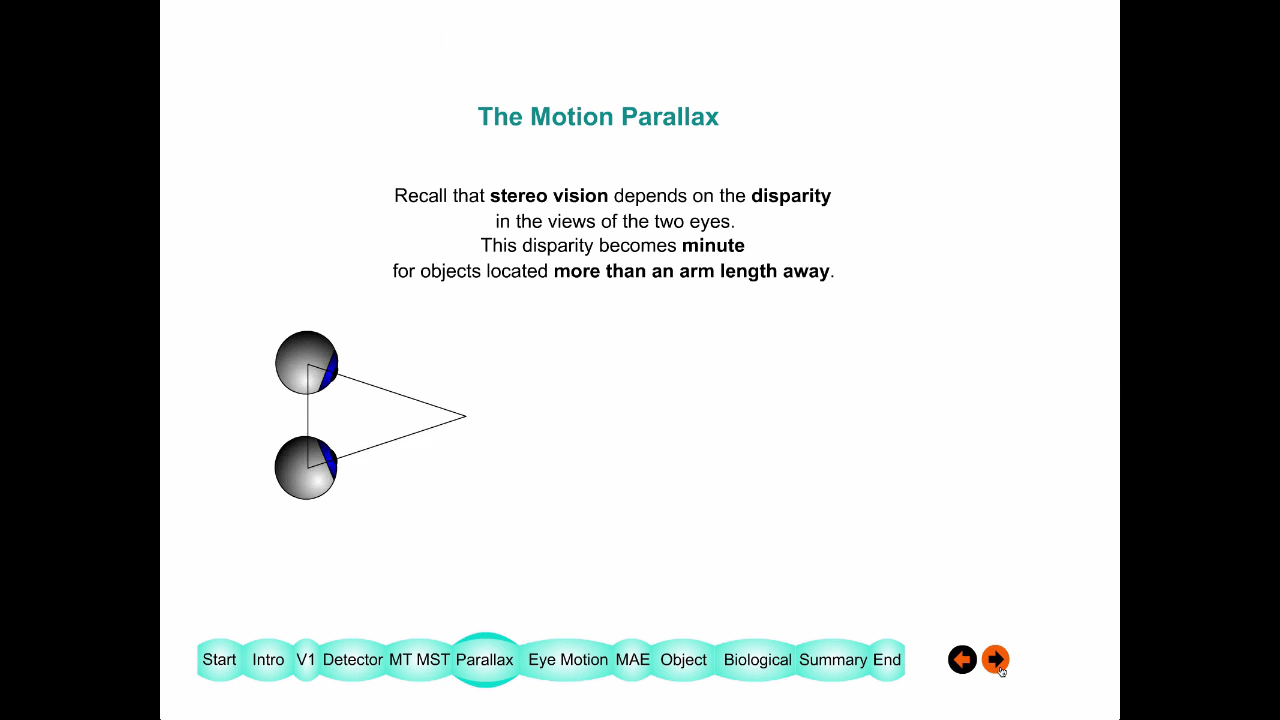 The Motion Parallax
Recall that stereo vision depends on the disparity
in the views of the two eyes.
This disparity becomes minute
for objects located more than an arm length away.
Start Intro V1 Detector MT MST Parallax Eye Motion MAE Object Biological Summary End